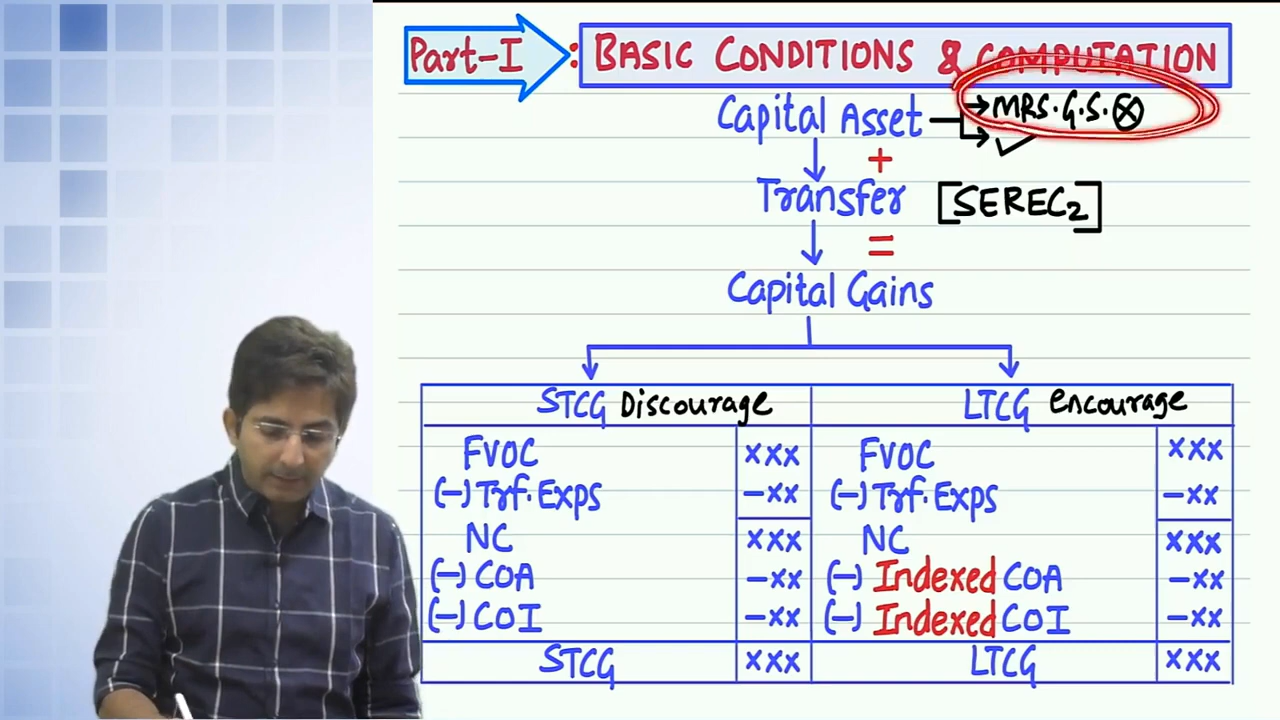 Part-I : BASIC CONDITIONS & COMPUTATION
Capital Asset → MRS.G.S. ⊗
→ ✓
+
Transfer [SEREC2]
=
Capital Gains
STCG Discourage LTCG encourage
FVOC xxx FVOC xxx
(–) Trf. Exps –xx (–) Trf. Exps –xx
NC xxx NC xxx
(–) COA –xx (–) Indexed COA –xx
(–) COI –xx (–) Indexed COI –xx
STCG xxx LTCG xxx